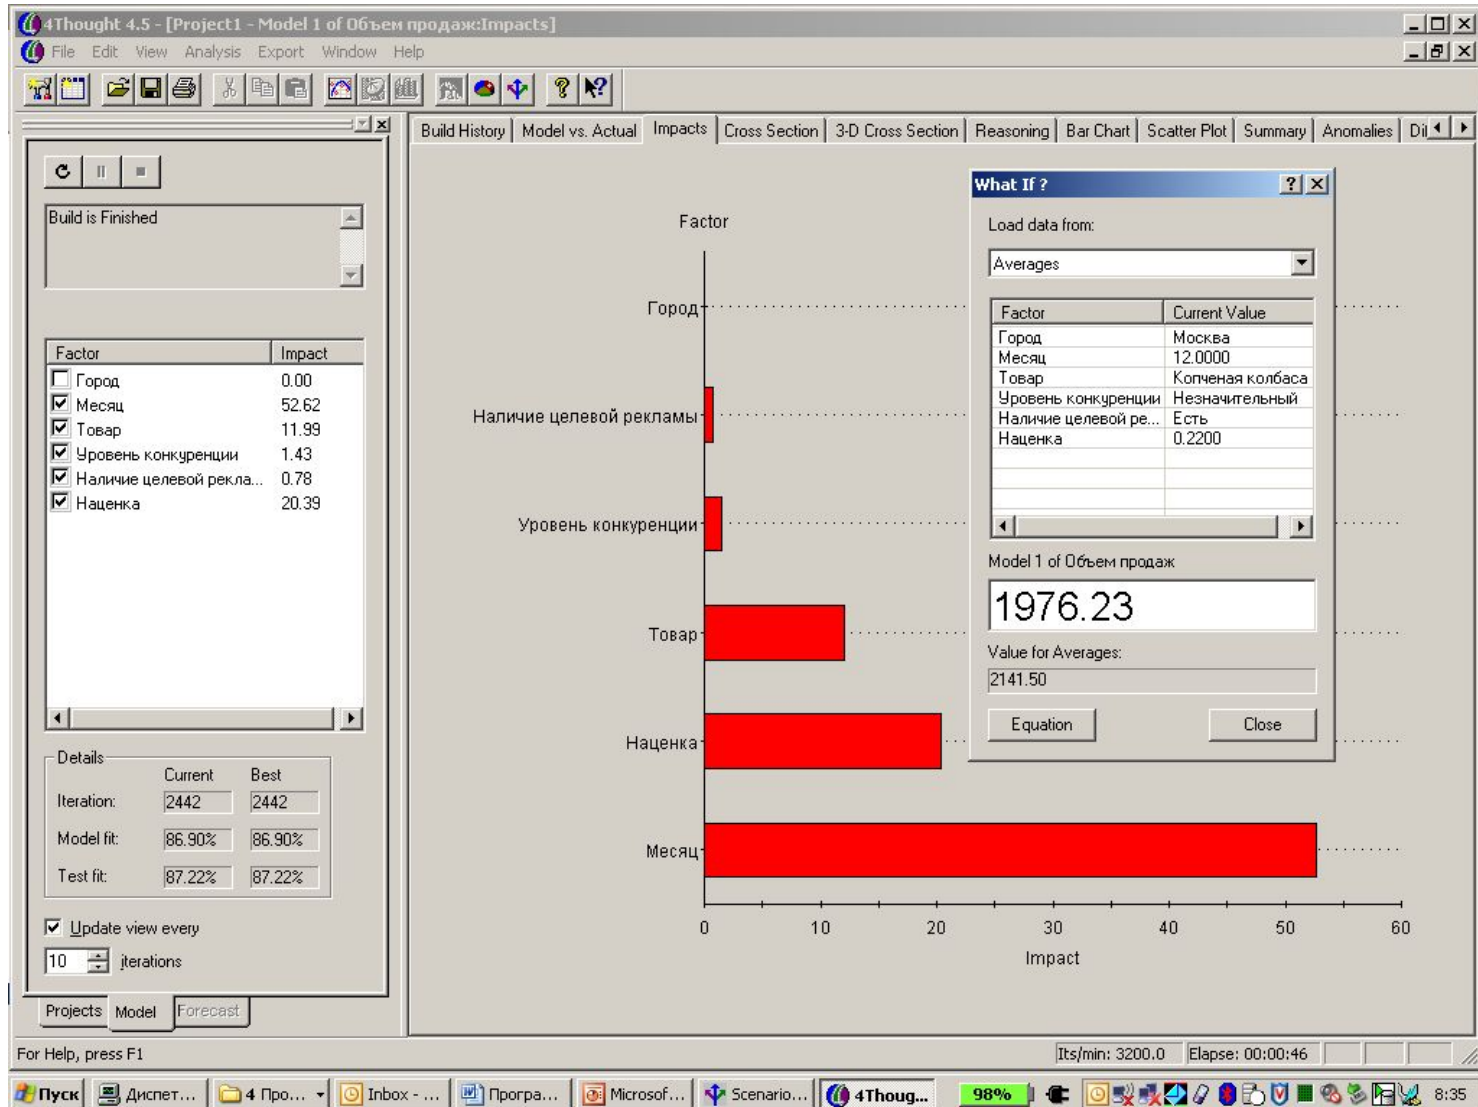 4Thought 4.5 - [Project1 - Model 1 of Объем продаж:Impacts]
File Edit View Analysis Export Window Help
Build History Model vs. Actual Impacts Cross Section 3-D Cross Section Reasoning Bar Chart Scatter Plot Summary Anomalies
Build is Finished
Factor Impact
Город 0.00
Месяц 52.62
Товар 11.99
Уровень конкуренции 1.43
Наличие целевой рекла... 0.78
Наценка 20.39
Details
Current Best
Iteration: 2442 2442
Model fit: 86.90% 86.90%
Test fit: 87.22% 87.22%
Update view every
10 iterations
Projects Model Forecast
Factor
Город
Наличие целевой рекламы
Уровень конкуренции
Товар
Наценка
Месяц
0 10 20 30 40 50 60
Impact
What If ?
Load data from:
Averages
Factor Current Value
Город Москва
Месяц 12.0000
Товар Копченая колбаса
Уровень конкуренции Незначительный
Наличие целевой ре... Есть
Наценка 0.2200
Model 1 of Объем продаж
1976.23
Value for Averages:
2141.50
Equation Close
For Help, press F1
Its/min: 3200.0 Elapse: 00:00:46
Пуск Диспет... 4 Про... Inbox - ... Програ... Microsof... Scenario... 4Thoug... 98% 8:35